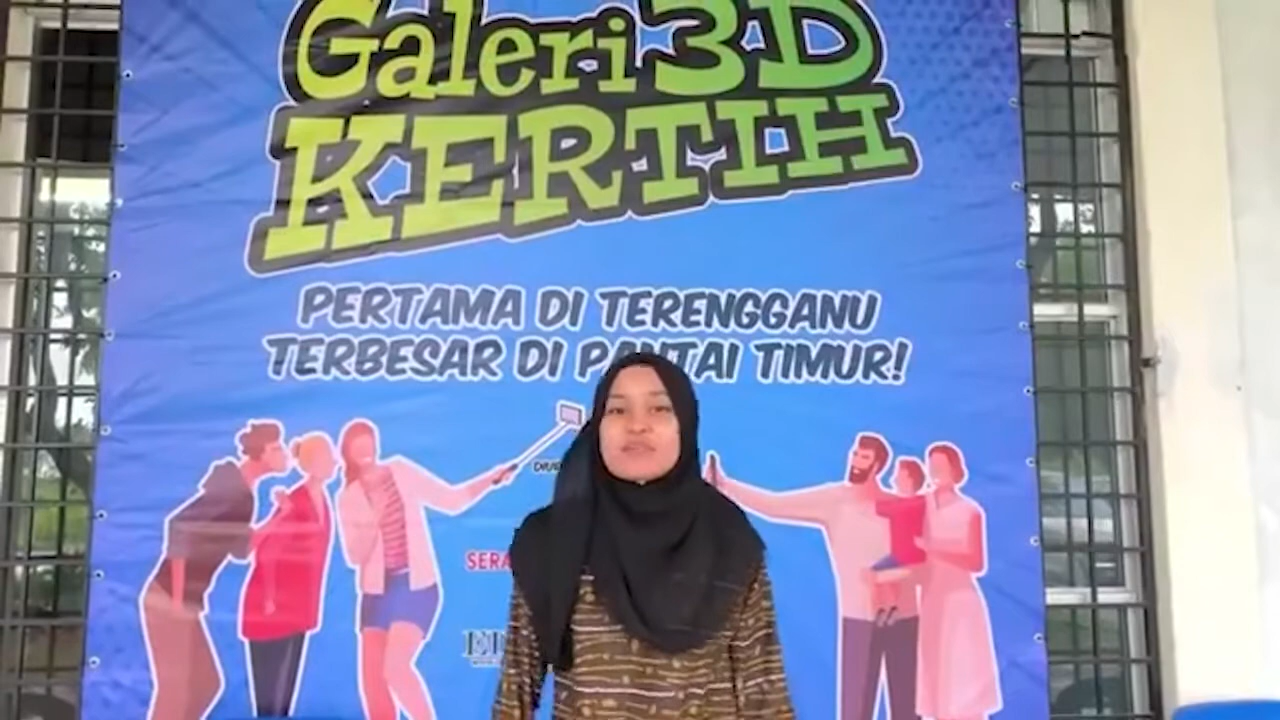 Galeri 3D
KERTIH
PERTAMA DI TERENGGANU
TERBESAR DI PANTAI TIMUR!